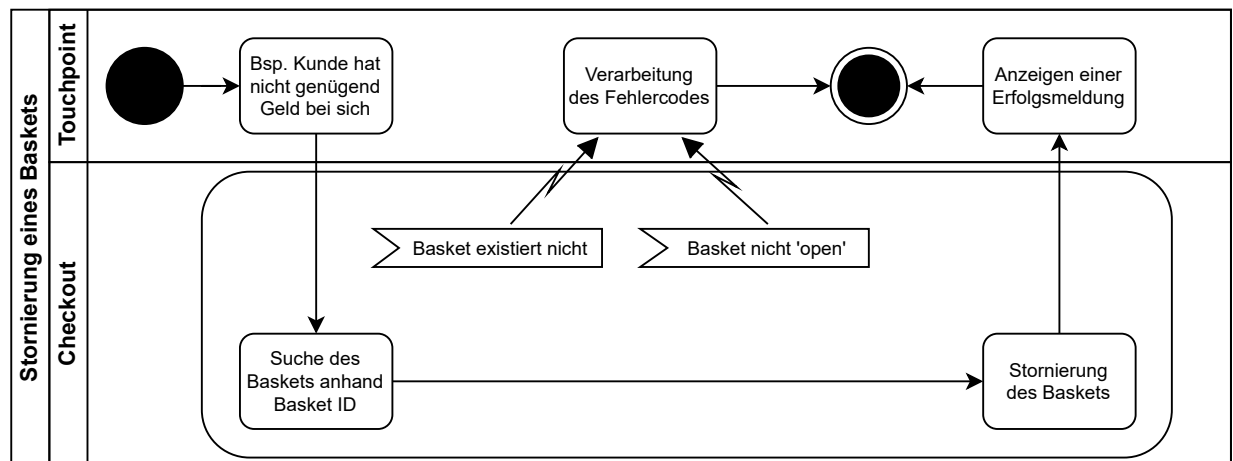 Stornierung eines Baskets
Touchpoint
Bsp. Kunde hat
nicht genügend
Geld bei sich
Verarbeitung
des Fehlercodes
Anzeigen einer
Erfolgsmeldung
Checkout
Basket existiert nicht
Basket nicht 'open'
Suche des
Baskets anhand
Basket ID
Stornierung
des Baskets